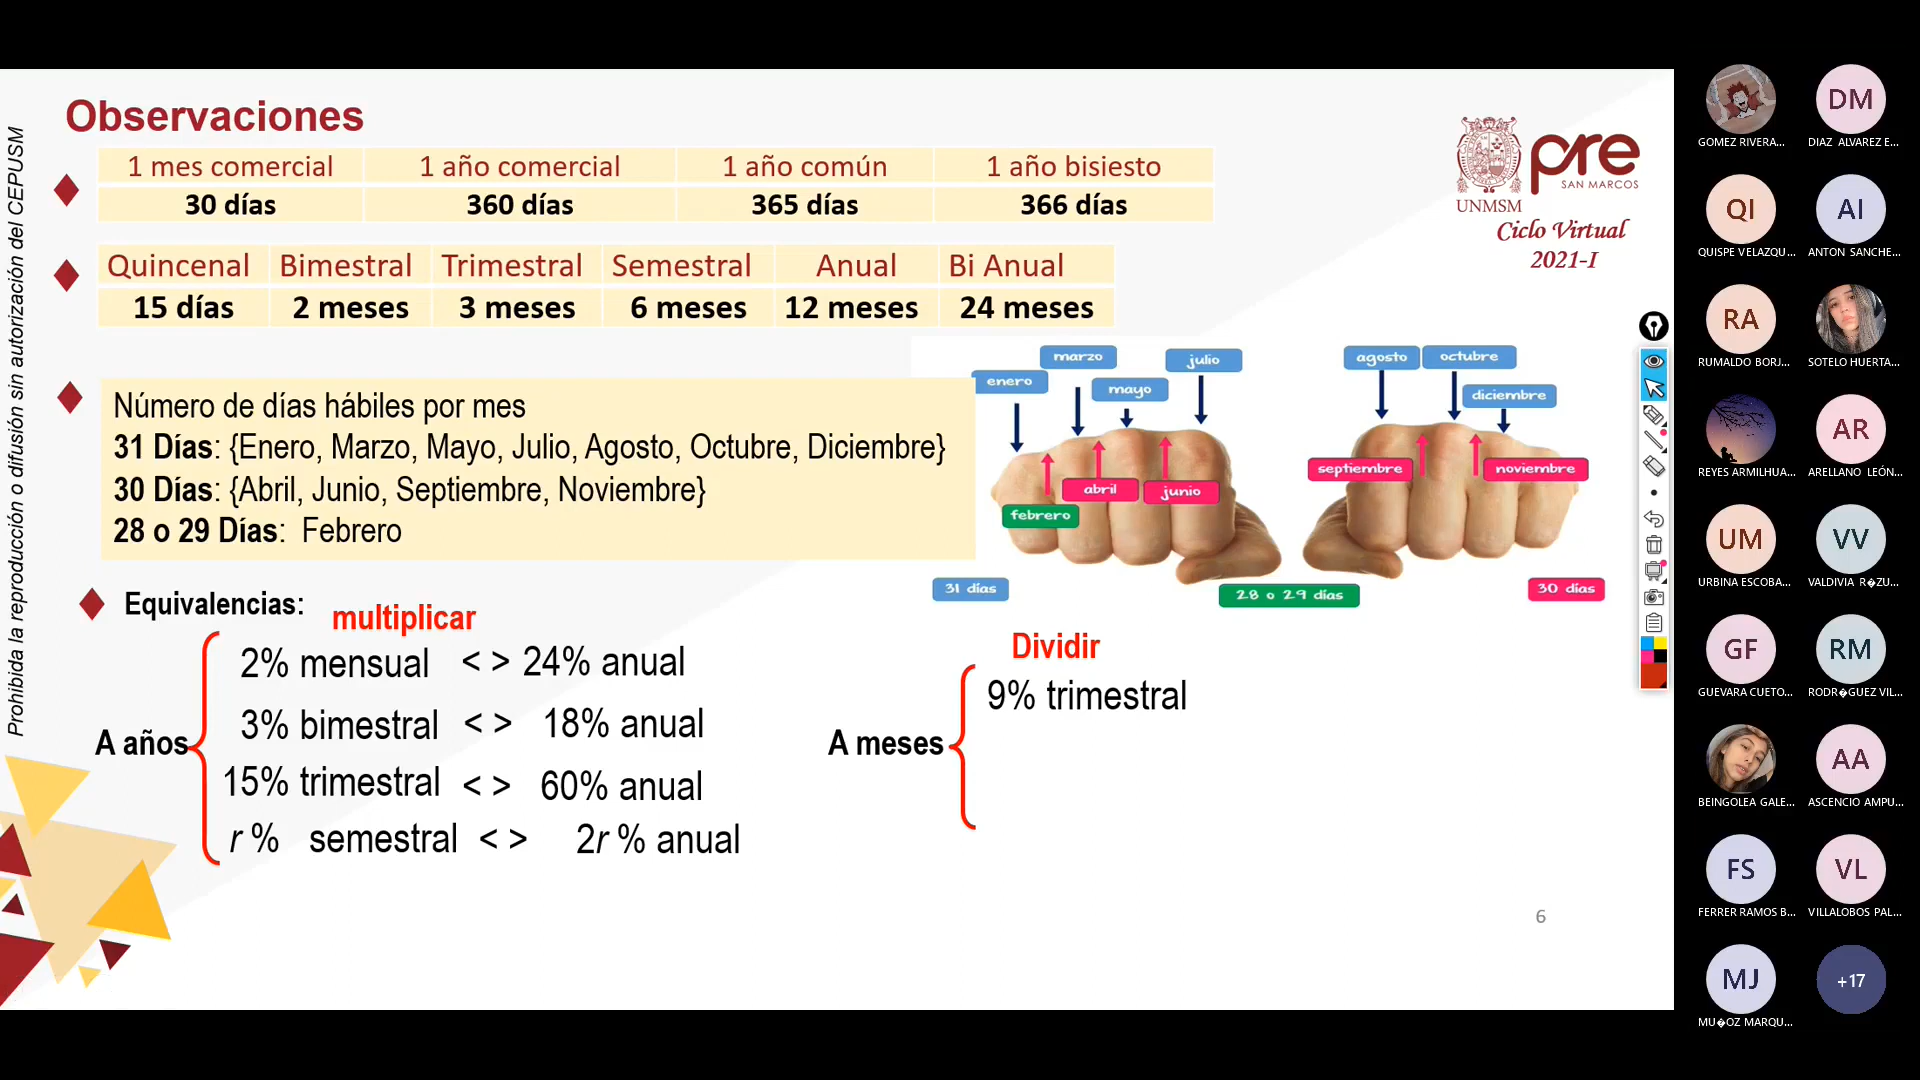 Observaciones
1 mes comercial 1 año comercial 1 año común 1 año bisiesto
30 días 360 días 365 días 366 días
Quincenal Bimestral Trimestral Semestral Anual Bi Anual
15 días 2 meses 3 meses 6 meses 12 meses 24 meses
Número de días hábiles por mes
31 Días: {Enero, Marzo, Mayo, Julio, Agosto, Octubre, Diciembre}
30 Días: {Abril, Junio, Septiembre, Noviembre}
28 o 29 Días: Febrero
enero marzo mayo julio
febrero abril junio
agosto octubre diciembre
septiembre noviembre
31 días 28 o 29 días 30 días
Equivalencias:
multiplicar
A años
2% mensual < > 24% anual
3% bimestral < > 18% anual
15% trimestral < > 60% anual
r % semestral < > 2r % anual
Dividir
A meses
9% trimestral
6
Prohibida la reproducción o difusión sin autorización del CEPUSM
UNMSM
pre
SAN MARCOS
Ciclo Virtual
2021-I
GOMEZ RIVERA...
DM
DIAZ ALVAREZ E...
QI
QUISPE VELAZQU...
AI
ANTON SANCHE...
RA
RUMALDO BORJ...
SOTELO HUERTA...
REYES ARMILHUA...
AR
ARELLANO LEÓN...
UM
URBINA ESCOBA...
VV
VALDIVIA R�ZU...
GF
GUEVARA CUETO...
RM
RODR�GUEZ VIL...
BEINGOLEA GALE...
AA
ASCENCIO AMPU...
FS
FERRER RAMOS B...
VL
VILLALOBOS PAL...
MJ
MU�OZ MARQU...
+17